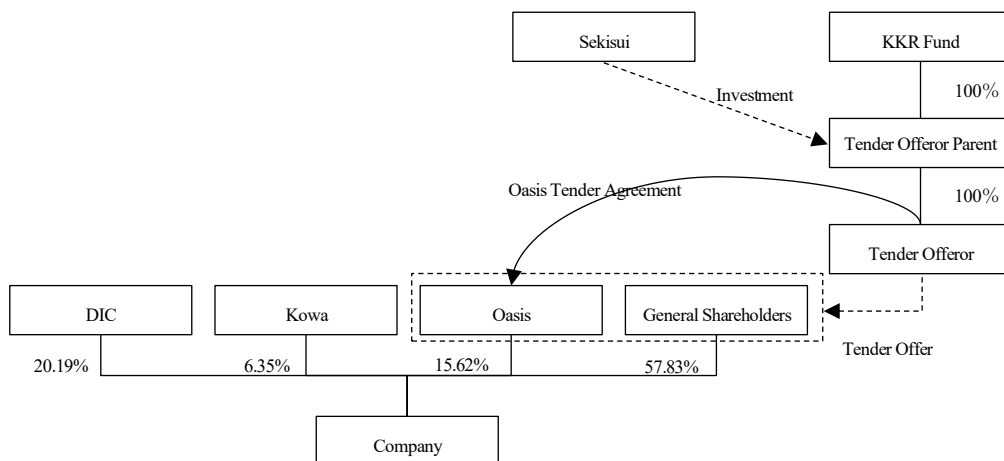 Sekisui
KKR Fund
Investment
100%
Tender Offeror Parent
Oasis Tender Agreement
100%
Tender Offeror
DIC
Kowa
Oasis
General Shareholders
Tender Offer
20.19%
6.35%
15.62%
57.83%
Company